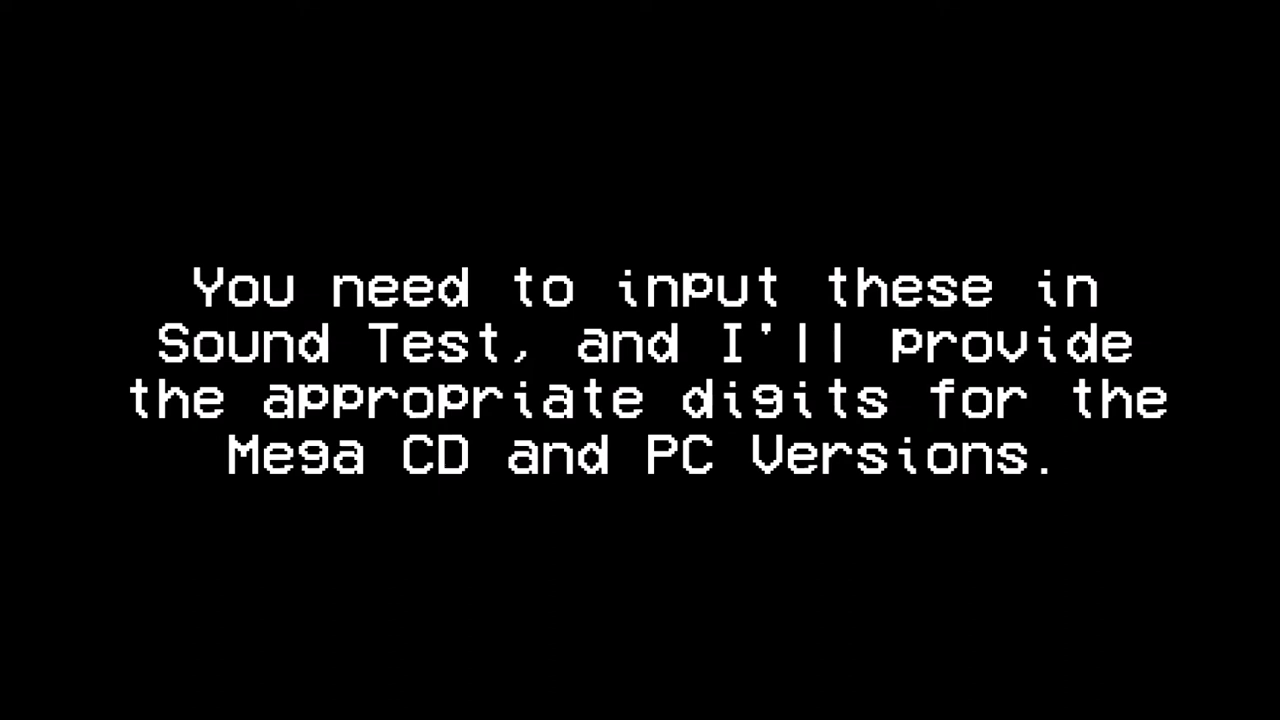 You need to input these in
Sound Test, and I'll provide
the appropriate digits for the
Mega CD and PC Versions.